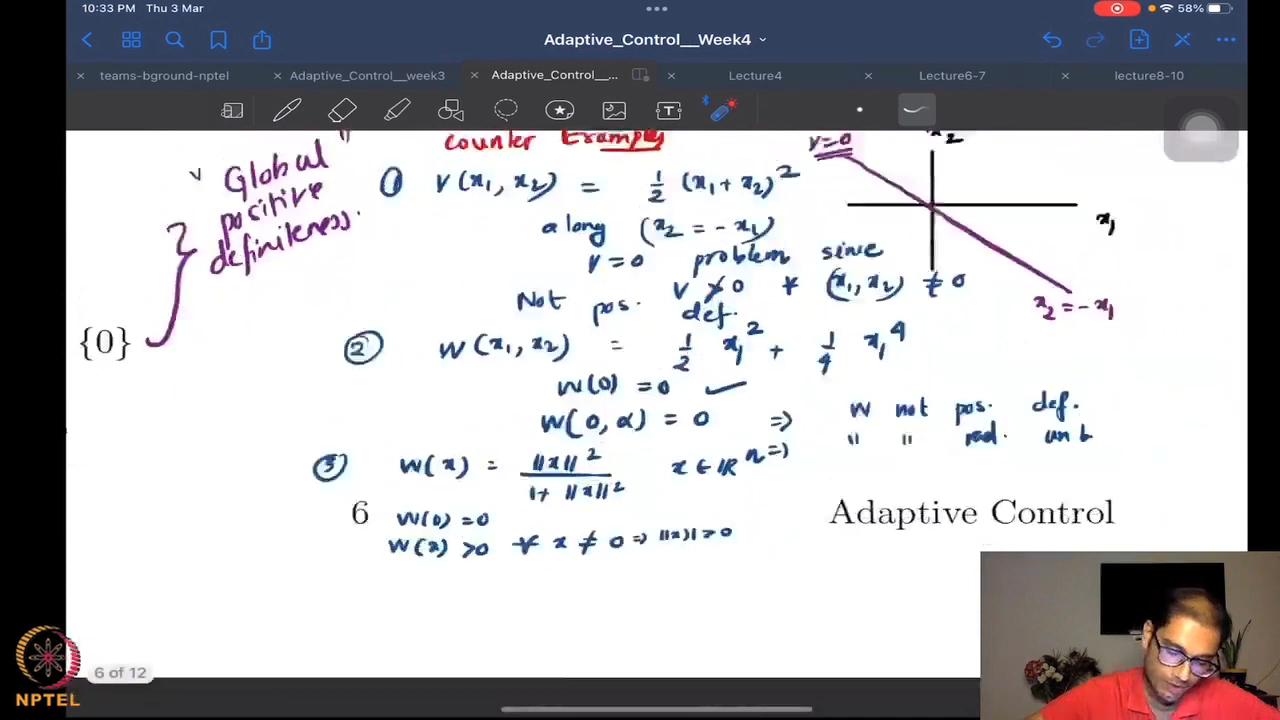 10:33 PM Thu 3 Mar
58%
Adaptive_Control__Week4
teams-bground-nptel
Adaptive_Control__week3
Adaptive_Control__...
Lecture4
Lecture6-7
lecture8-10
counter Examples
"Global
positive
definiteness."
{0}
① V(x₁, x₂) = 1/2 (x₁ + x₂)²
along (x₂ = -x₁)
V = 0 problem since
V ≯ 0 ∀ (x₁, x₂) ≠ 0
Not pos. def.
V=0
x₂
x₁
x₂ = -x₁
② W(x₁, x₂) = 1/2 x₁² + 1/4 x₁⁴
W(0) = 0 ✓
W(0, α) = 0 ⇒ W not pos. def.
⇒ " " rad. unb
③ W(x) = ||x||² / 1 + ||x||² x ∈ ℝⁿ
W(0) = 0
W(x) > 0 ∀ x ≠ 0 ⇒ ||x|| > 0
6
Adaptive Control
6 of 12
NPTEL